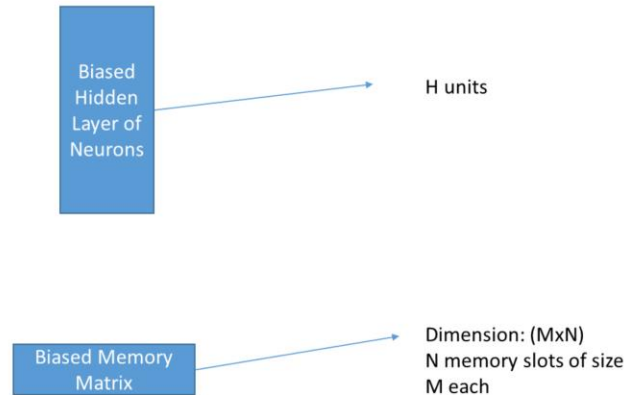 Biased
Hidden
Layer of
Neurons
H units
Biased Memory
Matrix
Dimension: (MxN)
N memory slots of size
M each